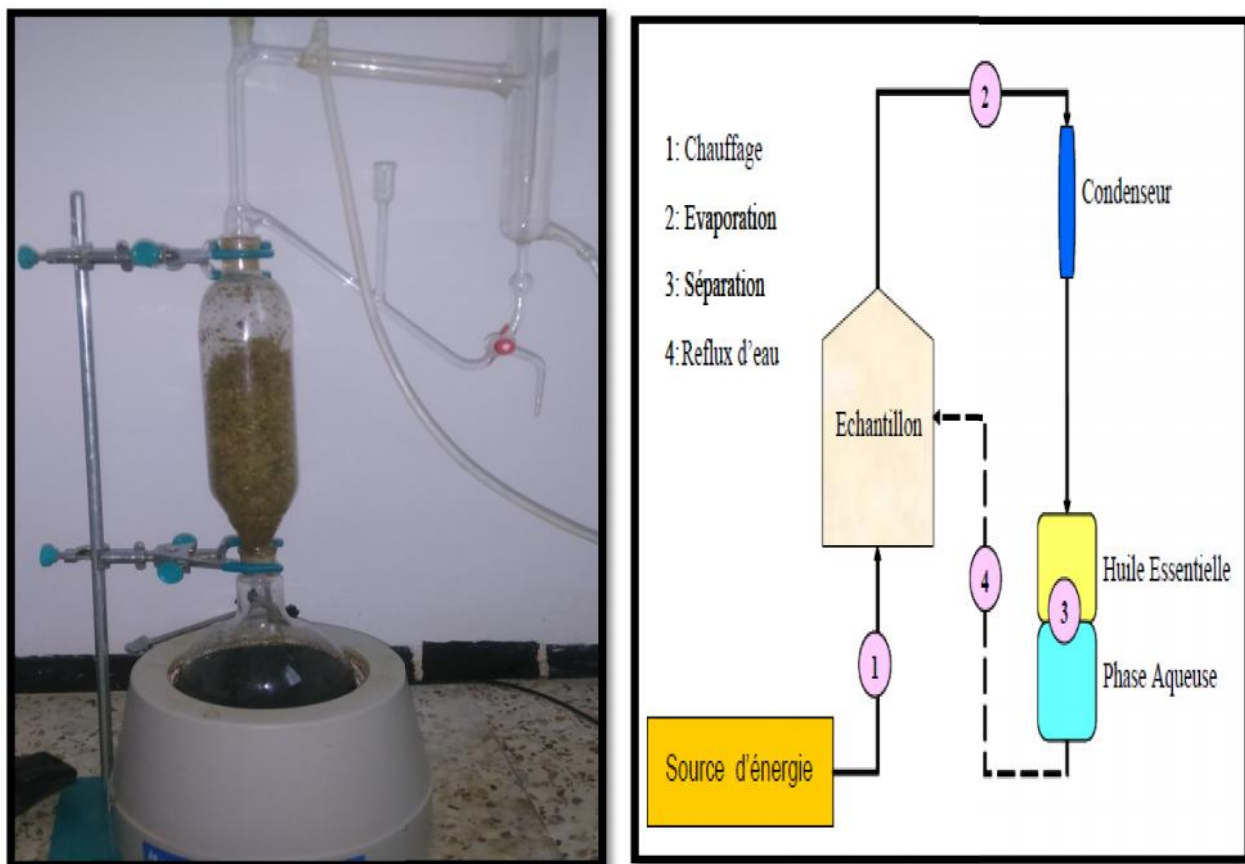 1: Chauffage
2: Evaporation
3: Séparation
4:Reflux d'eau
2
Condenseur
Echantillon
Huile Essentielle
3
4
1
Phase Aqueuse
Source d'énergie